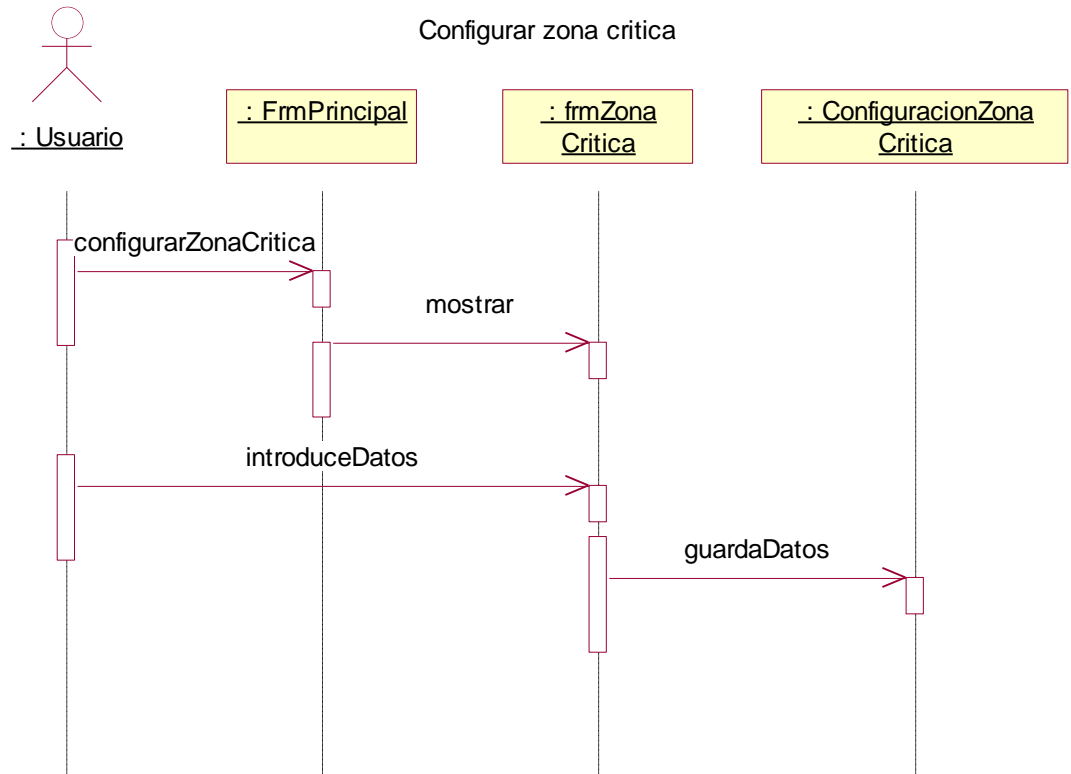 Configurar zona critica
: Usuario
: FrmPrincipal
: frmZona
Critica
: ConfiguracionZona
Critica
configurarZonaCritica
mostrar
introduceDatos
guardaDatos